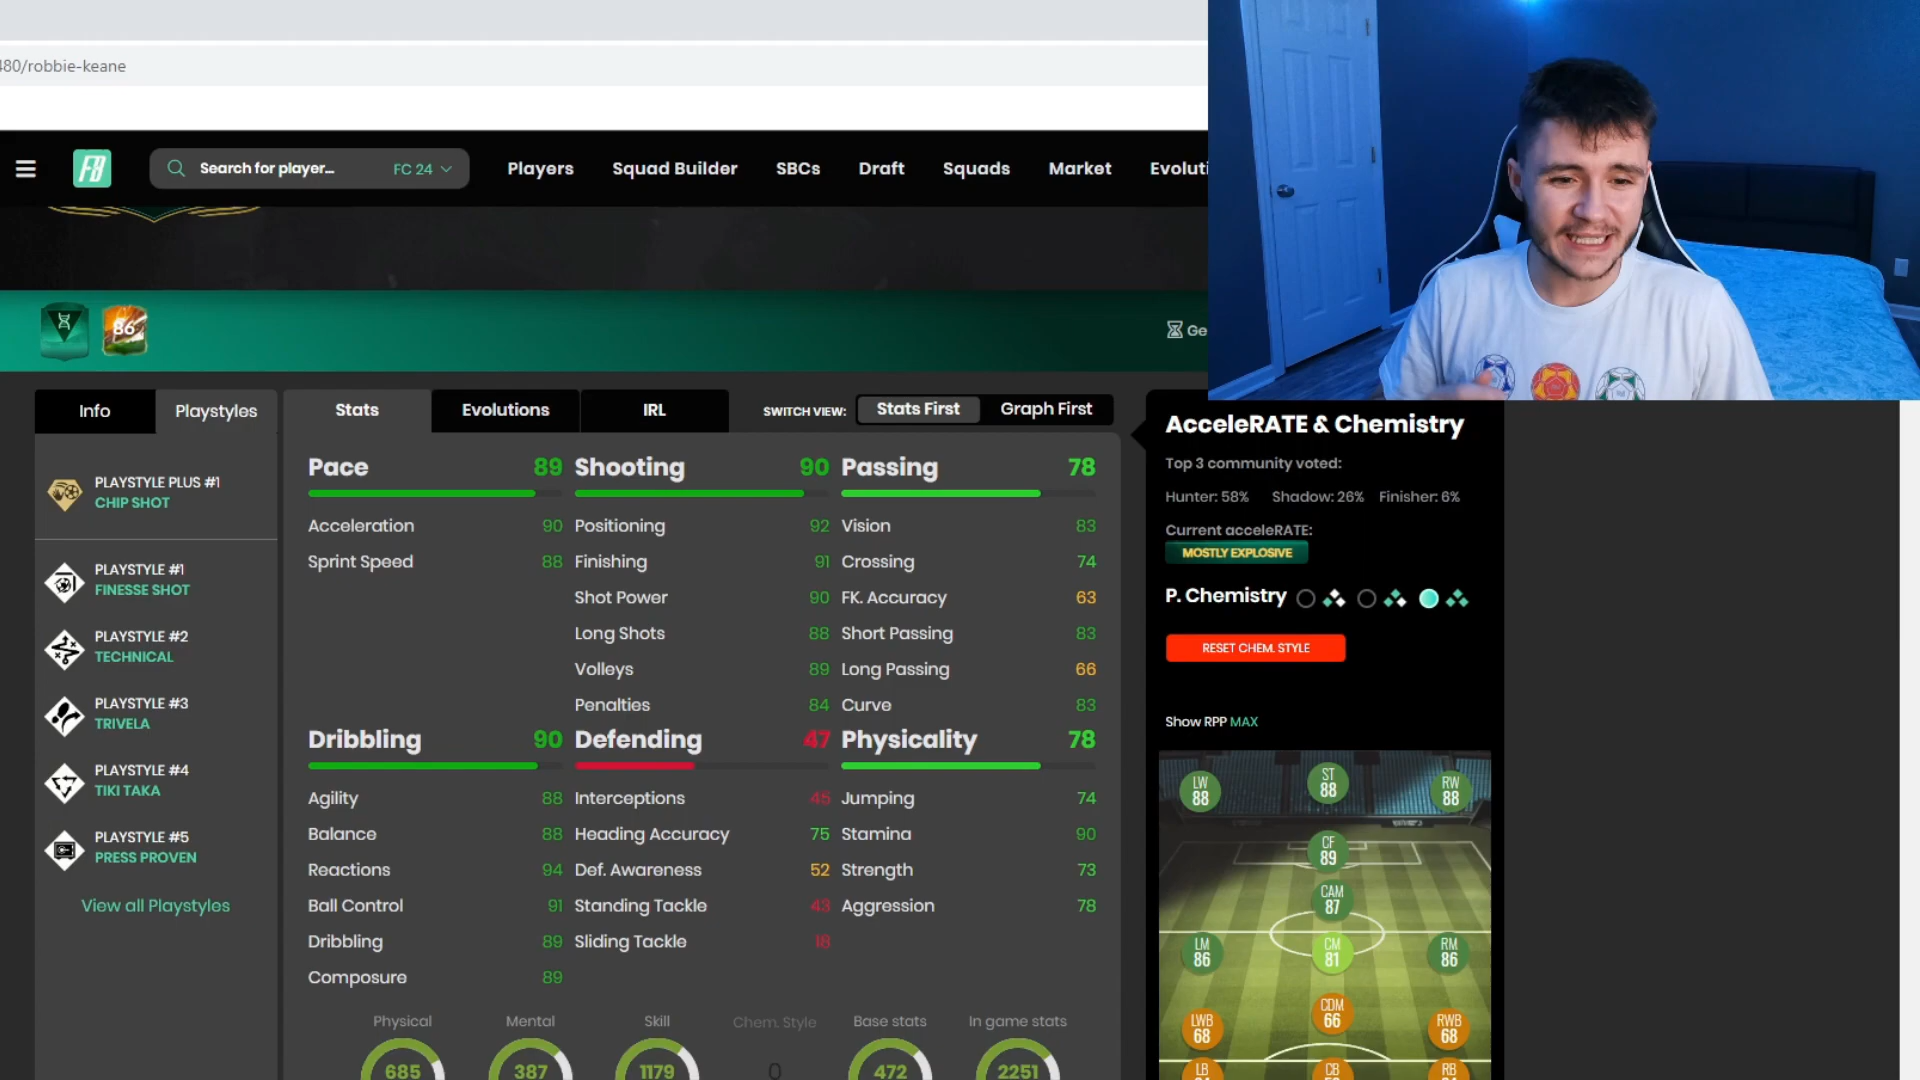 480/robbie-keane
FB Search for player... FC 24 Players Squad Builder SBCs Draft Squads Market Evoluti
86 Ge
Info Playstyles Stats Evolutions IRL SWITCH VIEW: Stats First Graph First
PLAYSTYLE PLUS #1
CHIP SHOT
PLAYSTYLE #1
FINESSE SHOT
PLAYSTYLE #2
TECHNICAL
PLAYSTYLE #3
TRIVELA
PLAYSTYLE #4
TIKI TAKA
PLAYSTYLE #5
PRESS PROVEN
View all Playstyles
Pace 89
Acceleration 90
Sprint Speed 88
Shooting 90
Positioning 92
Finishing 91
Shot Power 90
Long Shots 88
Volleys 89
Penalties 84
Passing 78
Vision 83
Crossing 74
FK. Accuracy 63
Short Passing 83
Long Passing 66
Curve 83
Dribbling 90
Agility 88
Balance 88
Reactions 94
Ball Control 91
Dribbling 89
Composure 89
Defending 47
Interceptions 45
Heading Accuracy 75
Def. Awareness 52
Standing Tackle 43
Sliding Tackle 18
Physicality 78
Jumping 74
Stamina 90
Strength 73
Aggression 78
Physical Mental Skill Chem. Style Base stats In game stats
685 387 1179 0 472 2251
AcceleRATE & Chemistry
Top 3 community voted:
Hunter: 58% Shadow: 26% Finisher: 6%
Current acceleRATE:
MOSTLY EXPLOSIVE
P. Chemistry
RESET CHEM. STYLE
Show RPP MAX
LW ST RW
88 88 88
CF
89
CAM
87
LM CM RM
86 81 86
CDM
66
LWB RWB
68 68
LB CB RB